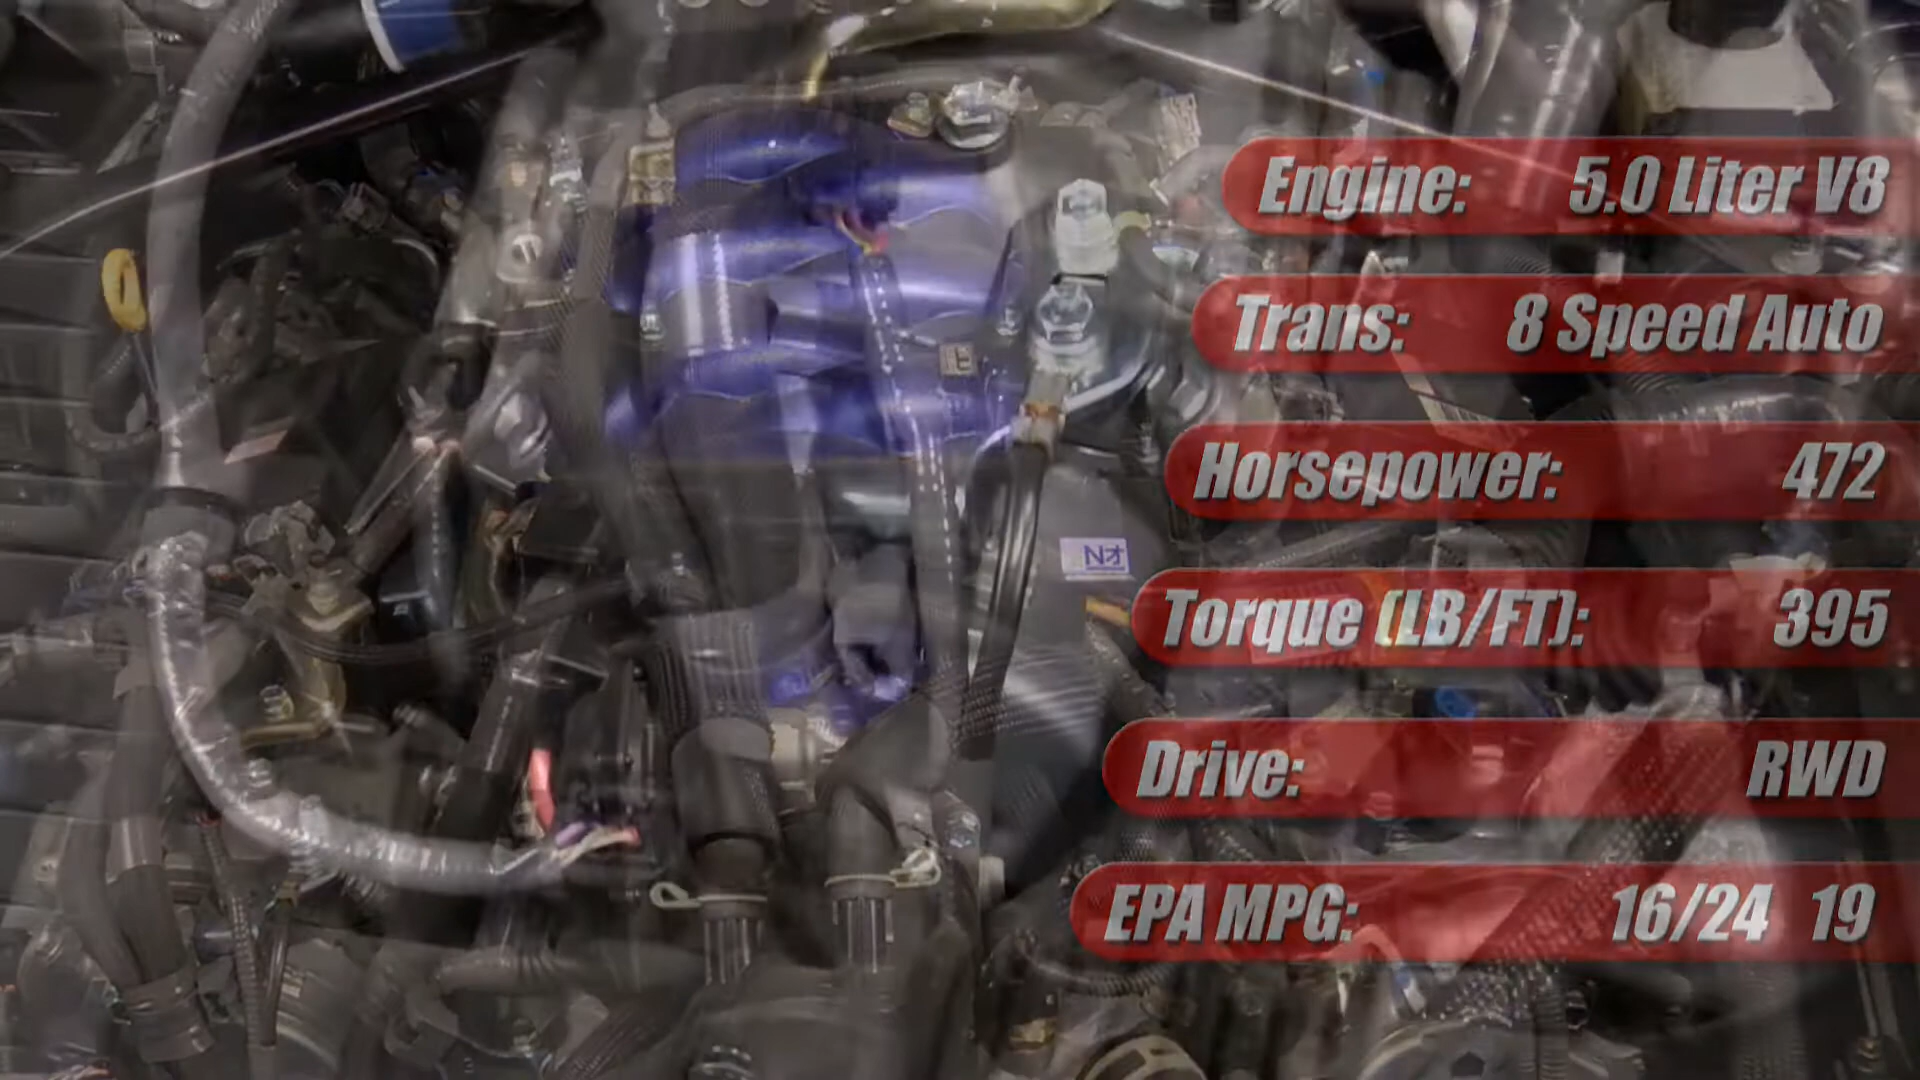 Engine: 5.0 Liter V8
Trans: 8 Speed Auto
Horsepower: 472
Torque (LB/FT): 395
Drive: RWD
EPA MPG: 16/24 19